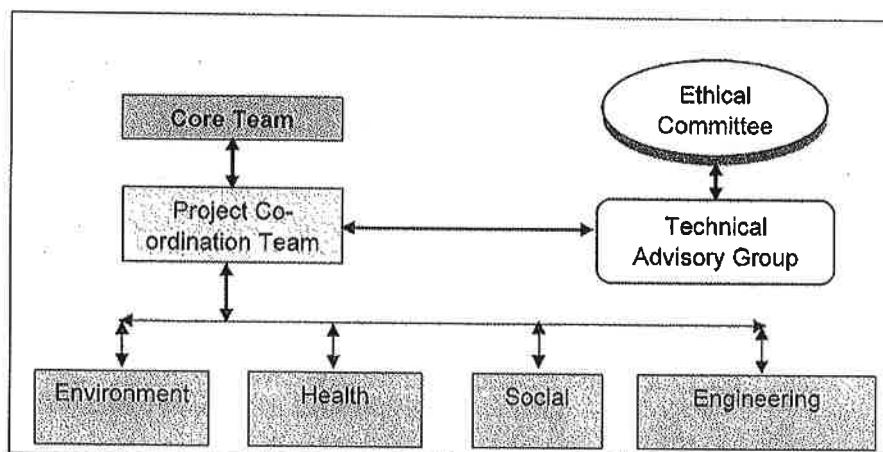 Core Team
Ethical
Committee
Project Co-
ordination Team
Technical
Advisory Group
Environment
Health
Social
Engineering